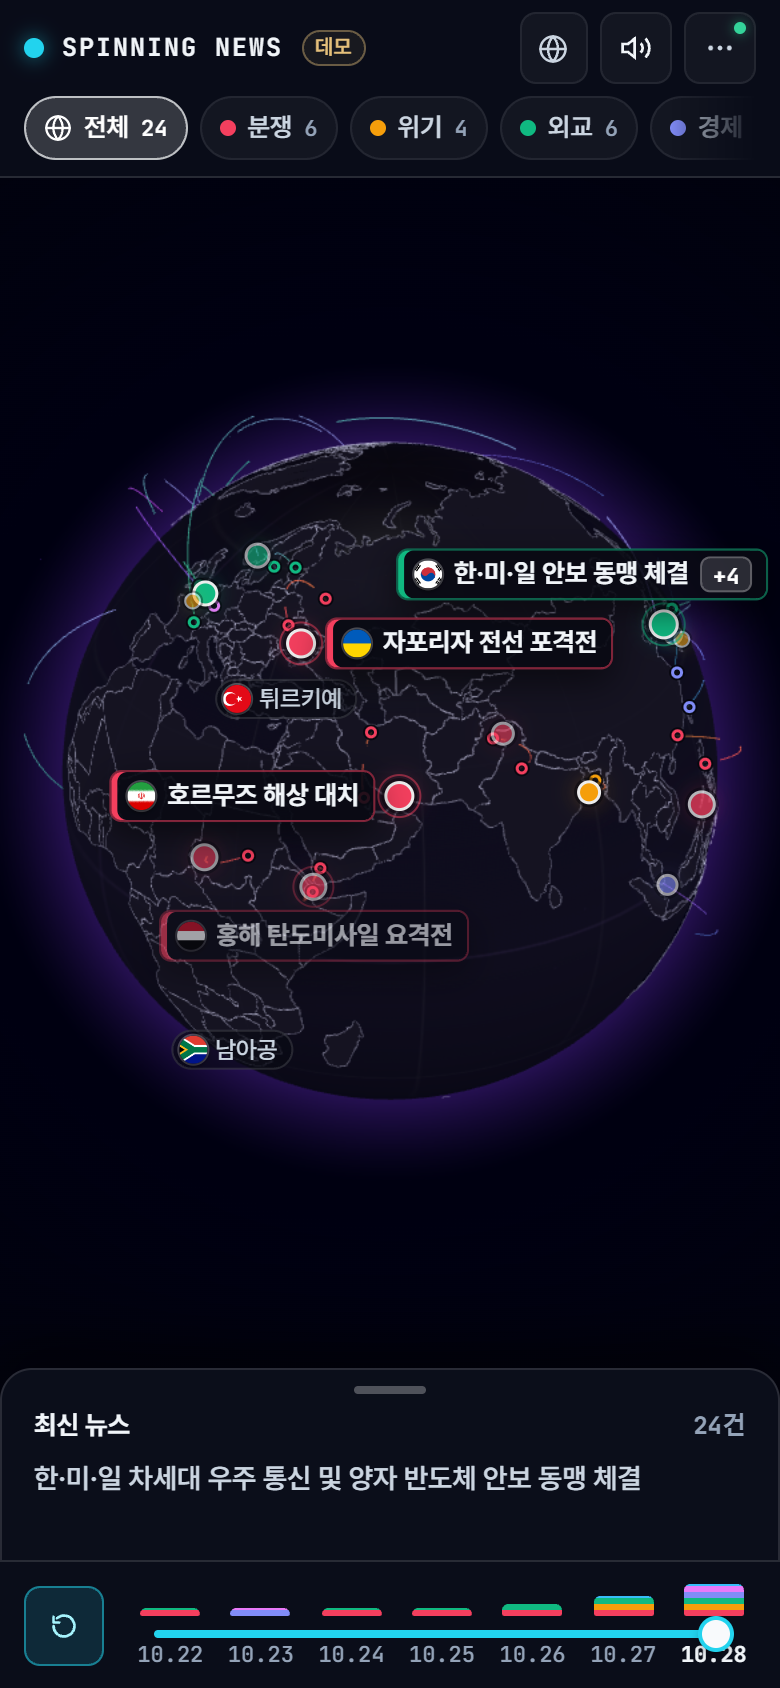 SPINNING NEWS 데모
전체 24 분쟁 6 위기 4 외교 6 경제
한·미·일 안보 동맹 체결 +4
자포리자 전선 포격전
튀르키예
호르무즈 해상 대치
홍해 탄도미사일 요격전
남아공
최신 뉴스 24건
한·미·일 차세대 우주 통신 및 양자 반도체 안보 동맹 체결
10.22 10.23 10.24 10.25 10.26 10.27 10.28